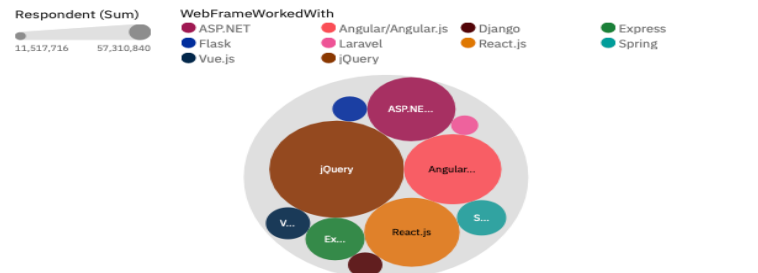 Respondent (Sum)
11,517,716 57,310,840
WebFrameWorkedWith
ASP.NET Angular/Angular.js Django Express
Flask Laravel React.js Spring
Vue.js jQuery
ASP.NE...
jQuery
Angular...
V...
Ex...
React.js
S...